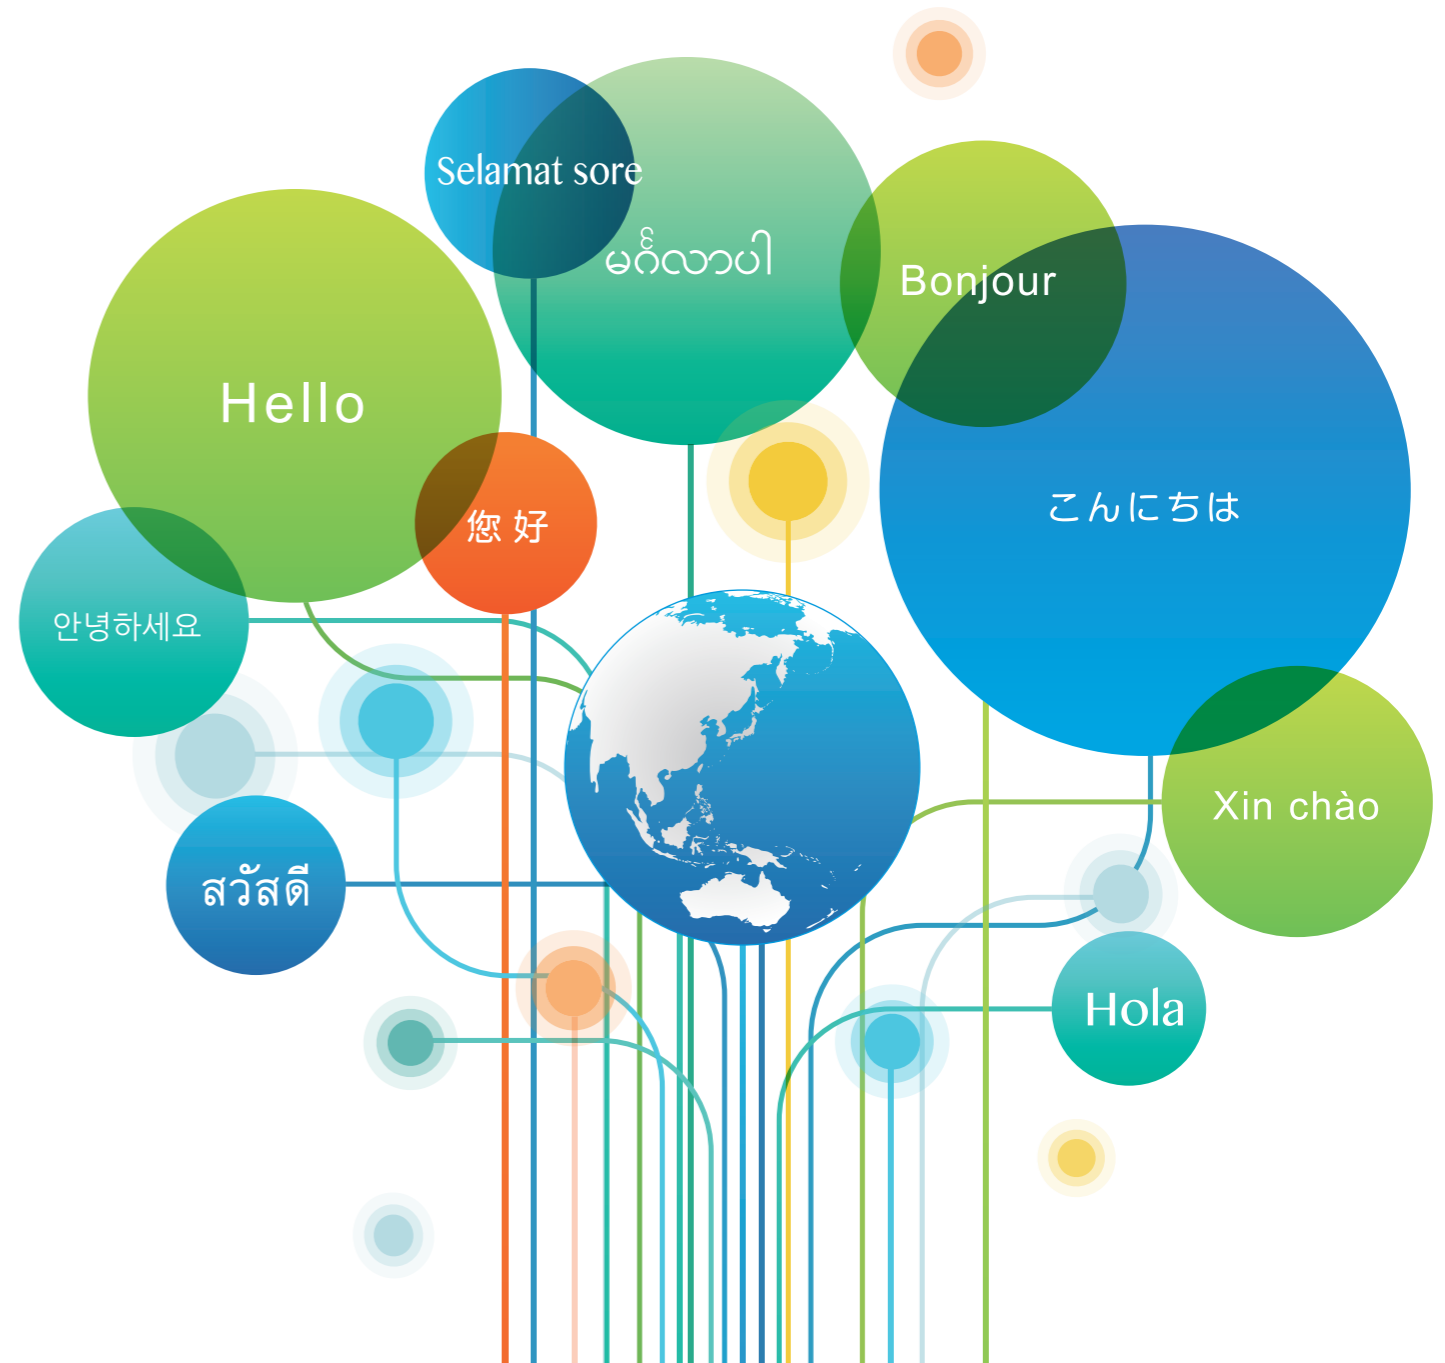 Selamat sore
မင်္ဂလာပါ
Bonjour
Hello
こんにちは
您 好
안녕하세요
Xin chào
สวัสดี
Hola